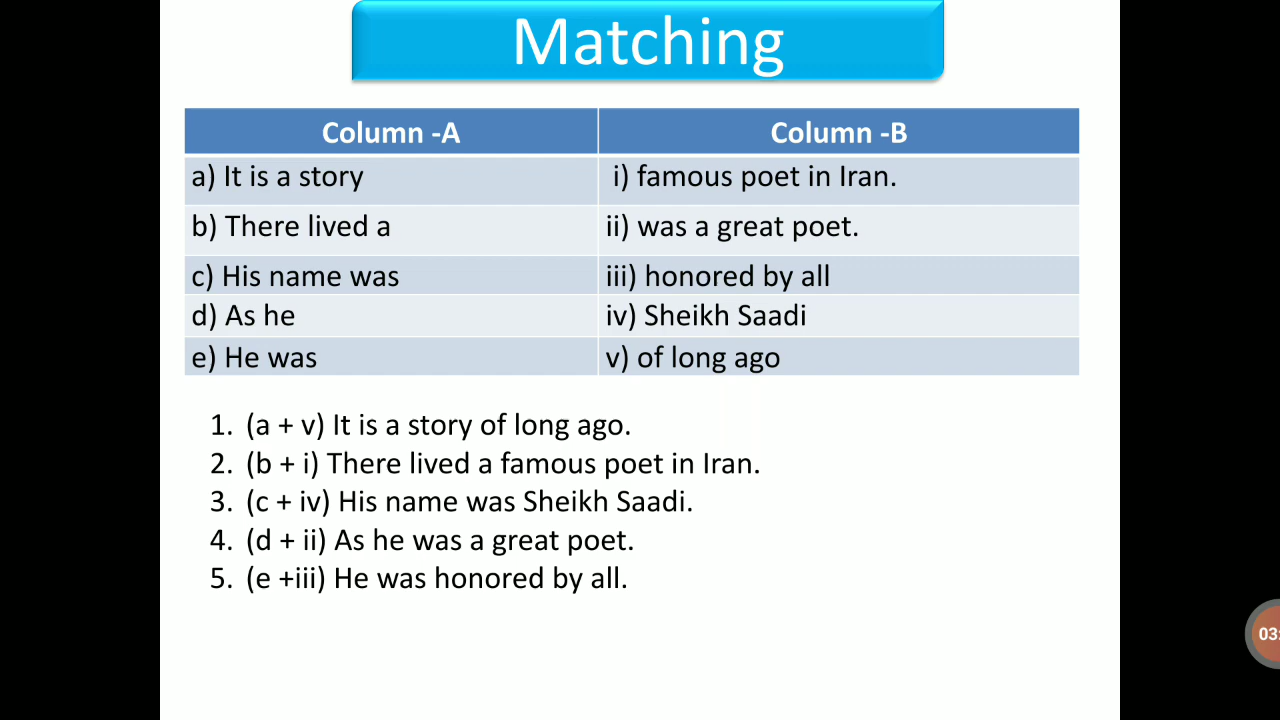 Matching
Column -A Column -B
a) It is a story i) famous poet in Iran.
b) There lived a ii) was a great poet.
c) His name was iii) honored by all
d) As he iv) Sheikh Saadi
e) He was v) of long ago
1. (a + v) It is a story of long ago.
2. (b + i) There lived a famous poet in Iran.
3. (c + iv) His name was Sheikh Saadi.
4. (d + ii) As he was a great poet.
5. (e +iii) He was honored by all.
03: